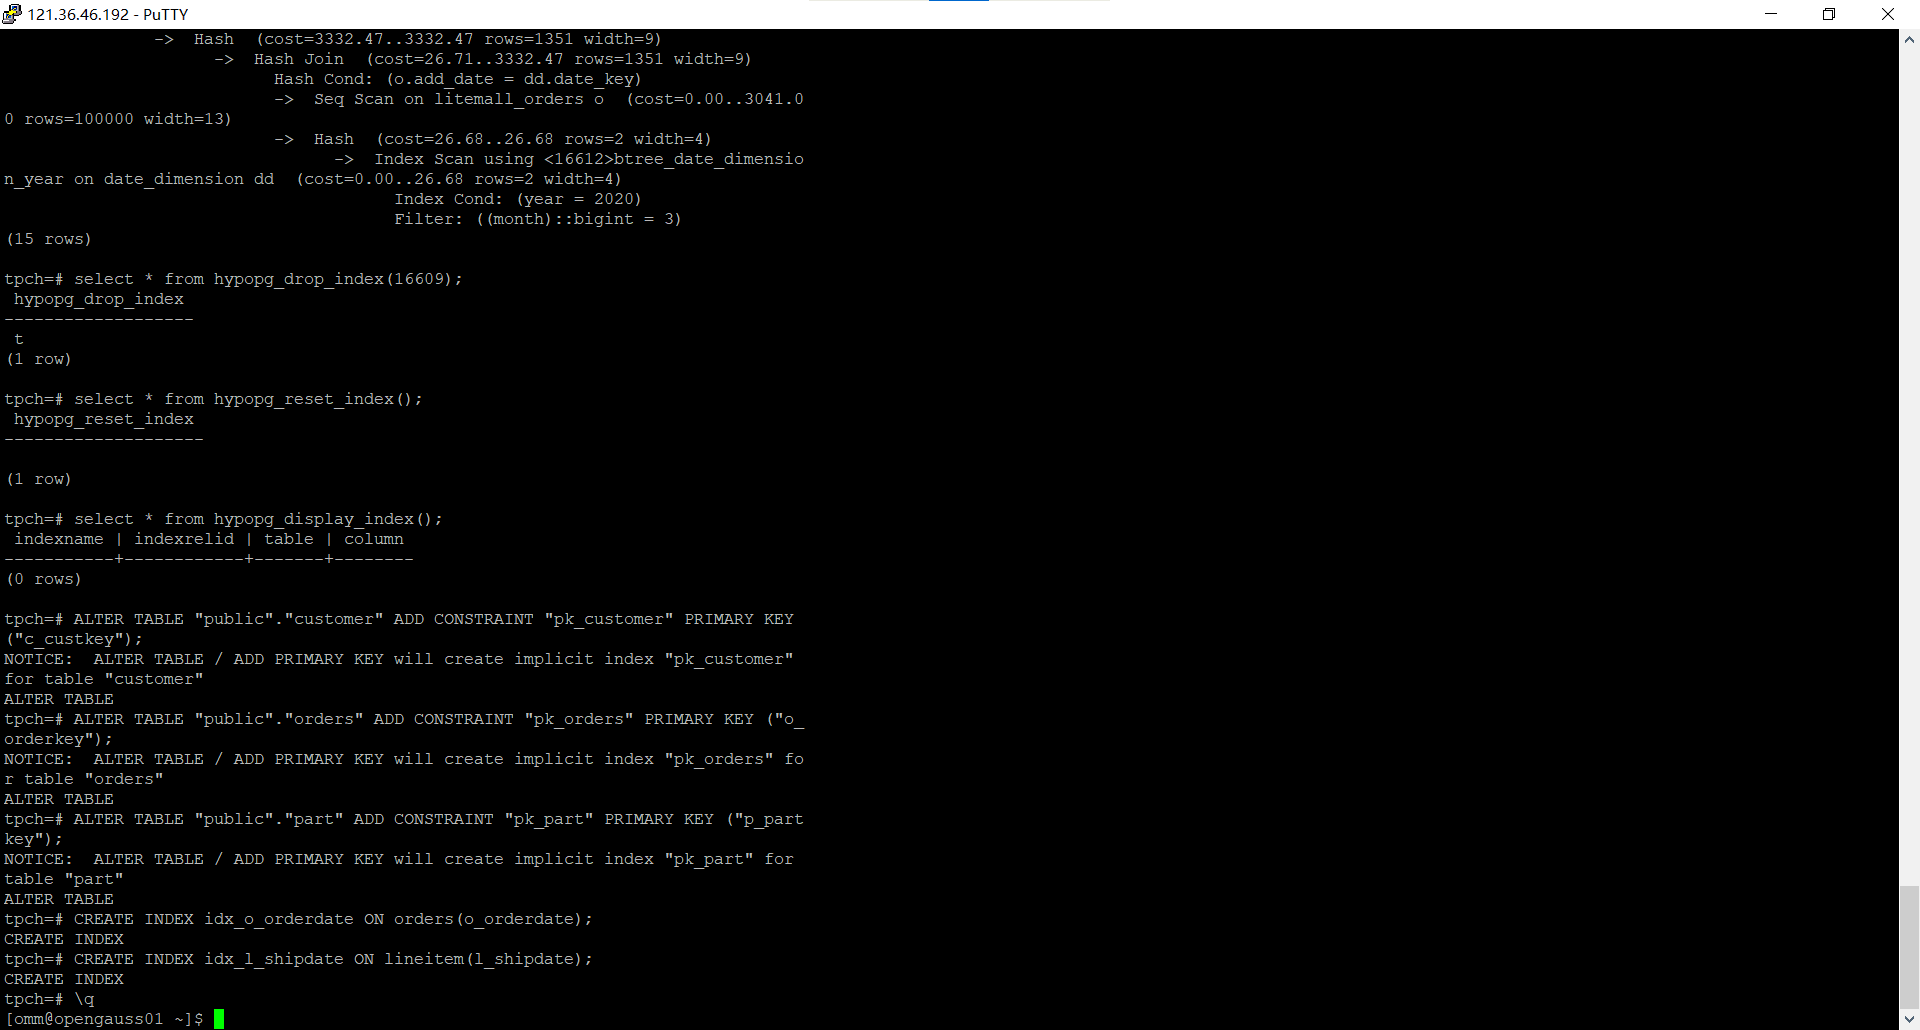 121.36.46.192 - PuTTY
-> Hash (cost=3332.47..3332.47 rows=1351 width=9)
-> Hash Join (cost=26.71..3332.47 rows=1351 width=9)
Hash Cond: (o.add_date = dd.date_key)
-> Seq Scan on litemall_orders o (cost=0.00..3041.0
0 rows=100000 width=13)
-> Hash (cost=26.68..26.68 rows=2 width=4)
-> Index Scan using <16612>btree_date_dimensio
n_year on date_dimension dd (cost=0.00..26.68 rows=2 width=4)
Index Cond: (year = 2020)
Filter: ((month)::bigint = 3)
(15 rows)
tpch=# select * from hypopg_drop_index(16609);
hypopg_drop_index
-------------------
t
(1 row)
tpch=# select * from hypopg_reset_index();
hypopg_reset_index
--------------------
(1 row)
tpch=# select * from hypopg_display_index();
indexname | indexrelid | table | column
-----------+------------+-------+--------
(0 rows)
tpch=# ALTER TABLE "public"."customer" ADD CONSTRAINT "pk_customer" PRIMARY KEY
("c_custkey");
NOTICE:  ALTER TABLE / ADD PRIMARY KEY will create implicit index "pk_customer"
for table "customer"
ALTER TABLE
tpch=# ALTER TABLE "public"."orders" ADD CONSTRAINT "pk_orders" PRIMARY KEY ("o_
orderkey");
NOTICE:  ALTER TABLE / ADD PRIMARY KEY will create implicit index "pk_orders" fo
r table "orders"
ALTER TABLE
tpch=# ALTER TABLE "public"."part" ADD CONSTRAINT "pk_part" PRIMARY KEY ("p_part
key");
NOTICE:  ALTER TABLE / ADD PRIMARY KEY will create implicit index "pk_part" for
table "part"
ALTER TABLE
tpch=# CREATE INDEX idx_o_orderdate ON orders(o_orderdate);
CREATE INDEX
tpch=# CREATE INDEX idx_l_shipdate ON lineitem(l_shipdate);
CREATE INDEX
tpch=# \q
[omm@opengauss01 ~]$